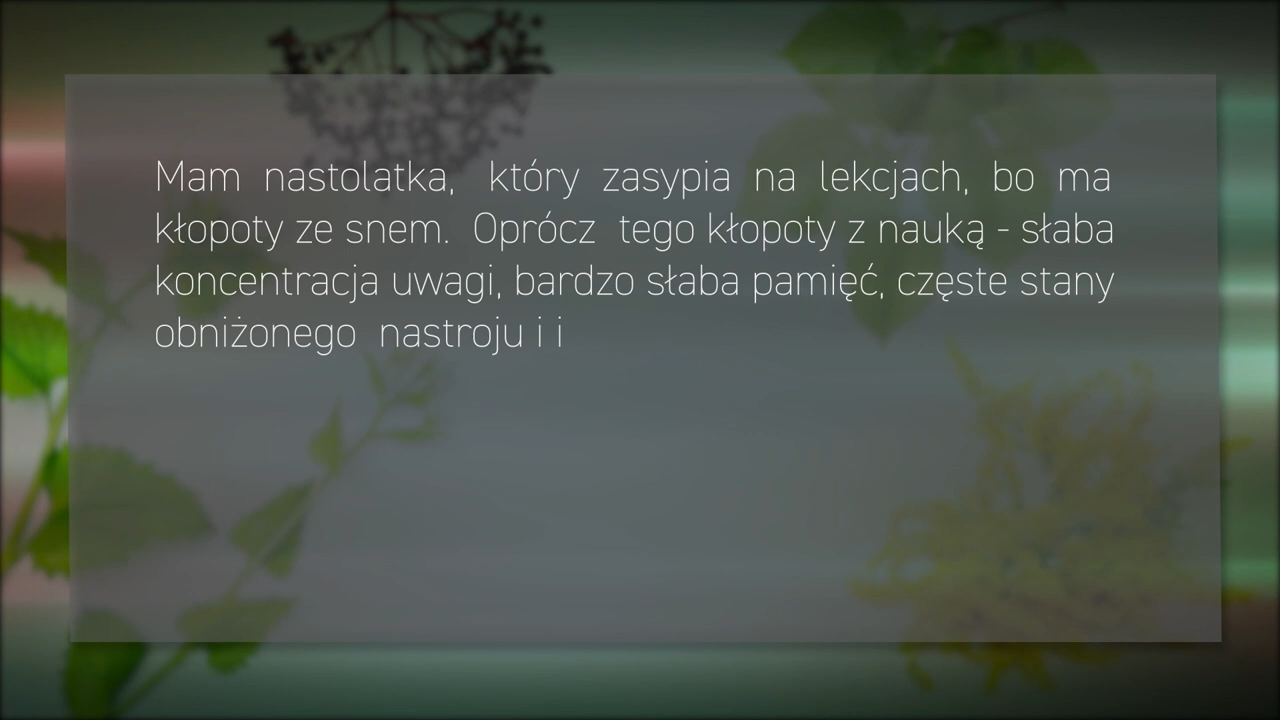 Mam nastolatka, który zasypia na lekcjach, bo ma
kłopoty ze snem. Oprócz tego kłopoty z nauką - słaba
koncentracja uwagi, bardzo słaba pamięć, częste stany
obniżonego nastroju i i